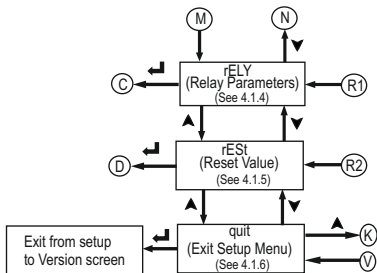 M
N
rELY
(Relay Parameters)
(See 4.1.4)
C
R1
rESt
(Reset Value)
(See 4.1.5)
D
R2
quit
(Exit Setup Menu)
(See 4.1.6)
K
V
Exit from setup
to Version screen